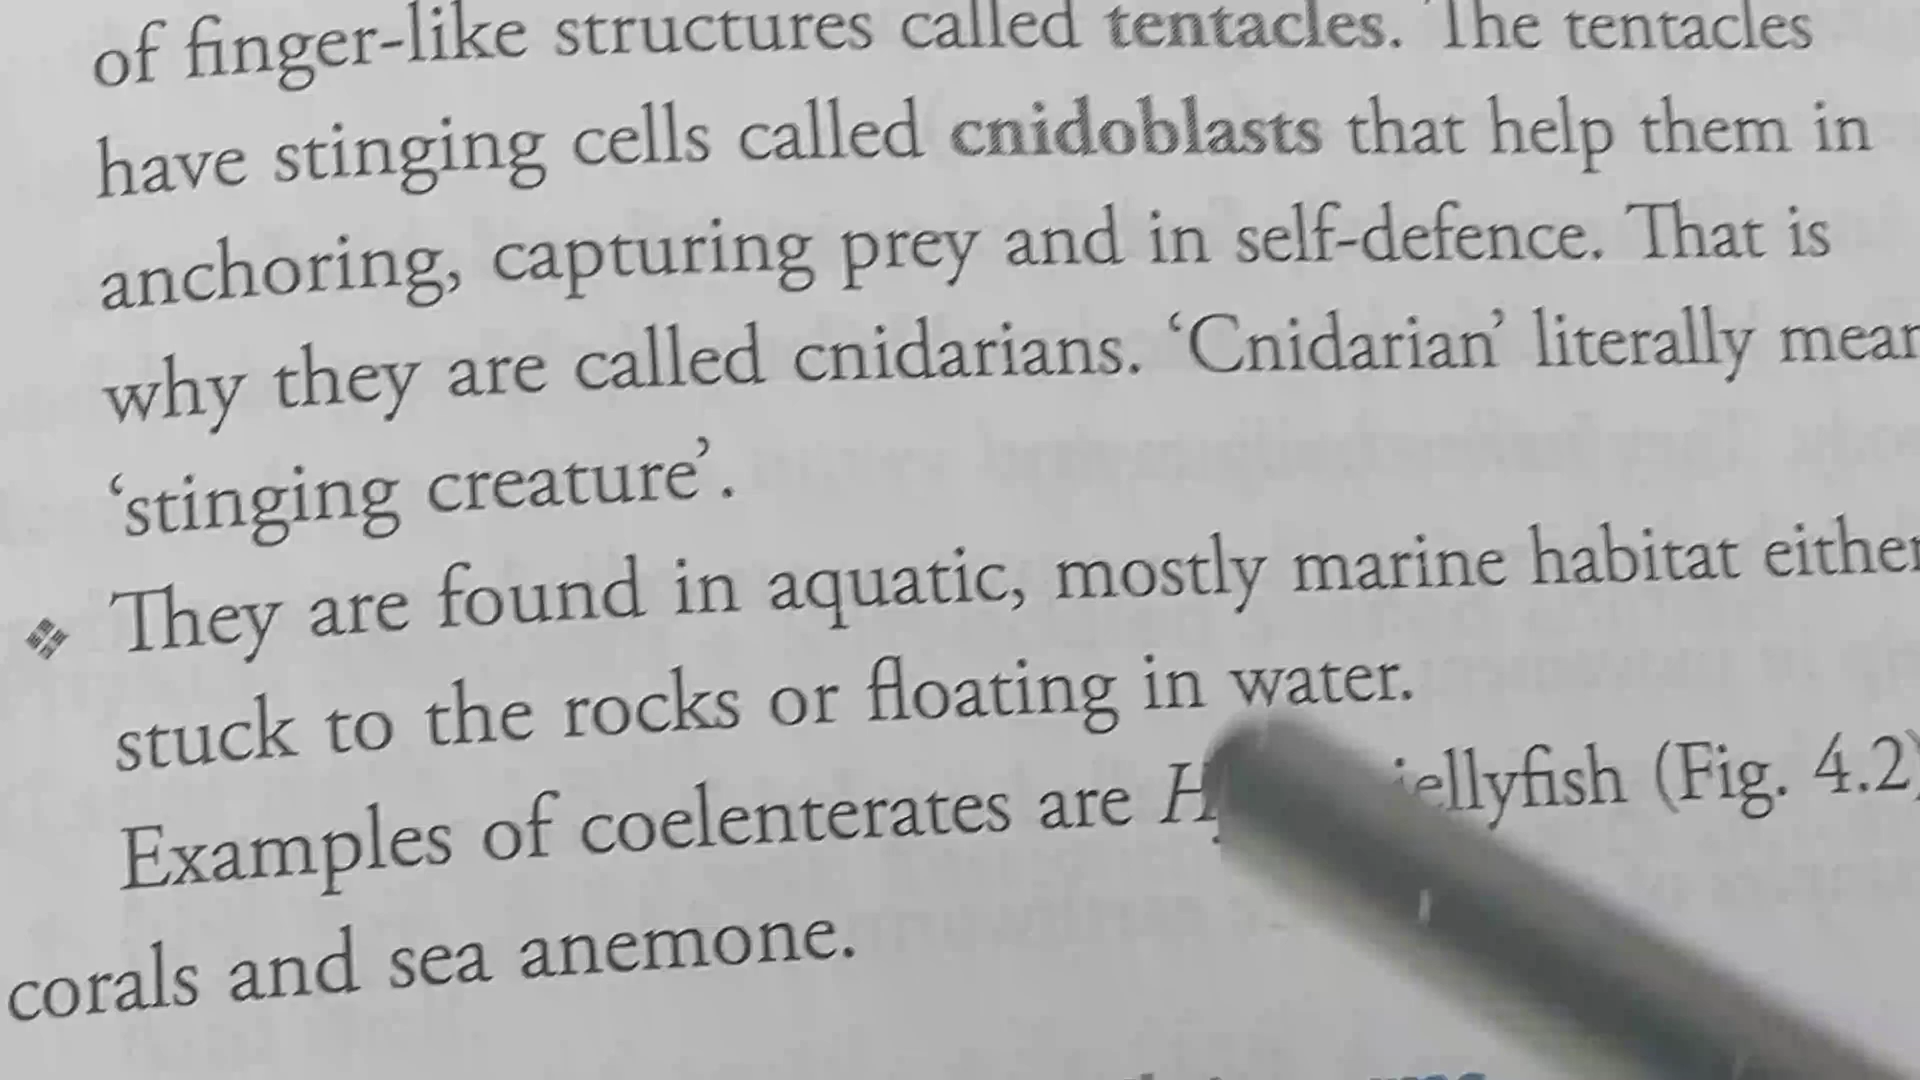 of finger-like structures called tentacles. The tentacles
have stinging cells called cnidoblasts that help them in
anchoring, capturing prey and in self-defence. That is
why they are called cnidarians. ‘Cnidarian’ literally mean
‘stinging creature’.
❖ They are found in aquatic, mostly marine habitat either
stuck to the rocks or floating in water.
Examples of coelenterates are jellyfish (Fig. 4.2)
corals and sea anemone.